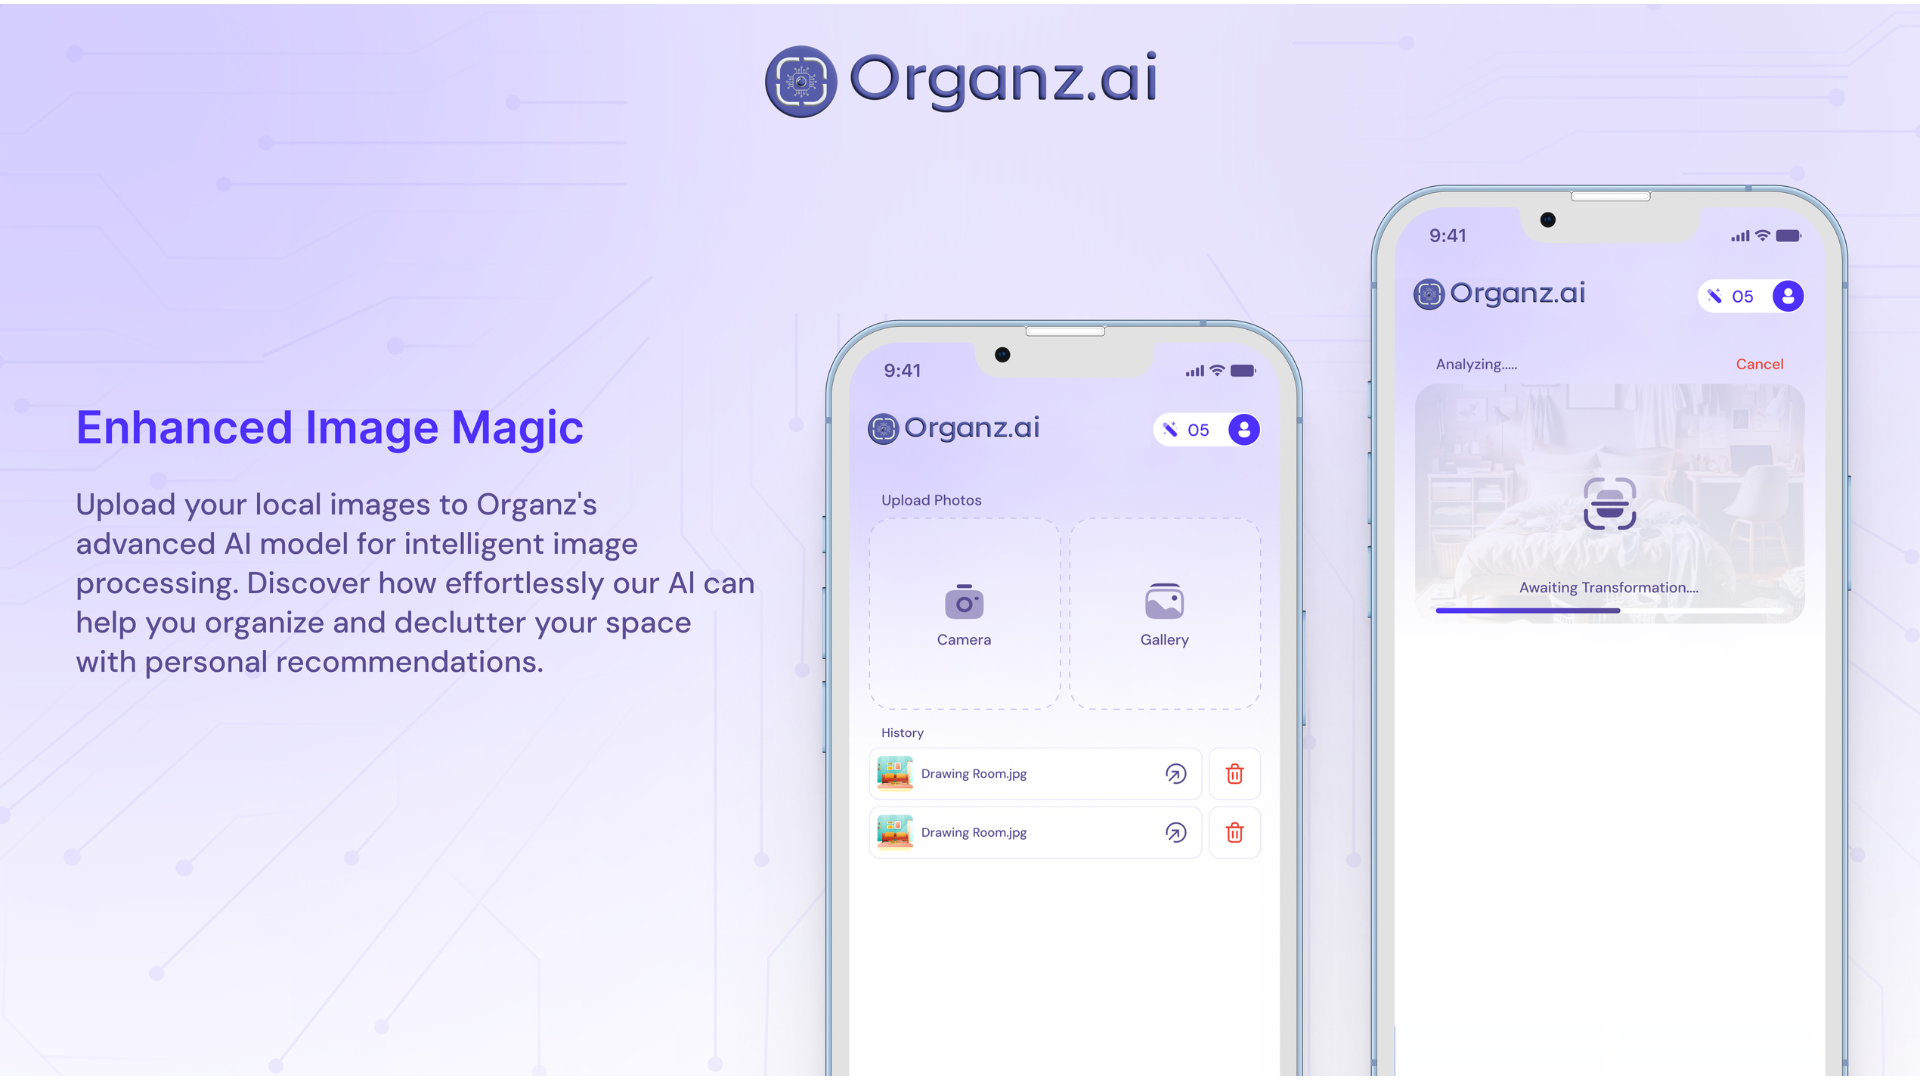 Organz.ai
Enhanced Image Magic
Upload your local images to Organz's
advanced AI model for intelligent image
processing. Discover how effortlessly our AI can
help you organize and declutter your space
with personal recommendations.
9:41
Organz.ai
05
Upload Photos
Camera
Gallery
History
Drawing Room.jpg
Drawing Room.jpg
9:41
Organz.ai
05
Analyzing.....
Cancel
Awaiting Transformation....